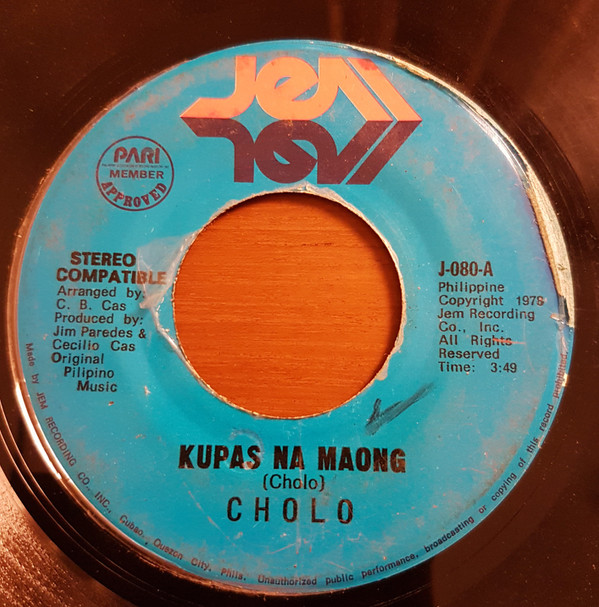 Jem
Jem
PARI
MEMBER
APPROVED
STEREO
COMPATIBLE
Arranged by:
C. B. Cas
Produced by:
Jim Paredes &
Cecilio Cas
Original
Pilipino
Music
J-080-A
Philippine
Copyright 1978
Jem Recording
Co., Inc.
All Rights
Reserved
Time: 3:49
KUPAS NA MAONG
(Cholo)
CHOLO
Made by JEM RECORDING CO., INC., Cubao, Quezon City, Phils. Unauthorized public performance, broadcasting or copying of this record prohibited.